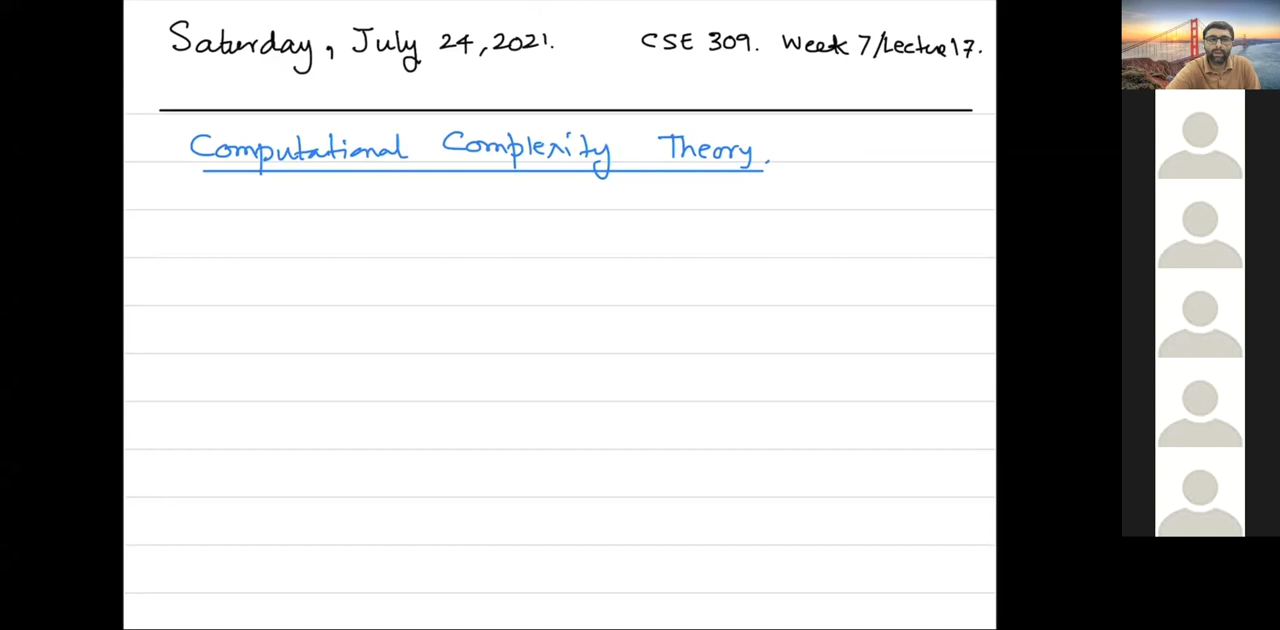 Saturday, July 24, 2021. CSE 309. Week 7/Lecture 17.
Computational Complexity Theory.